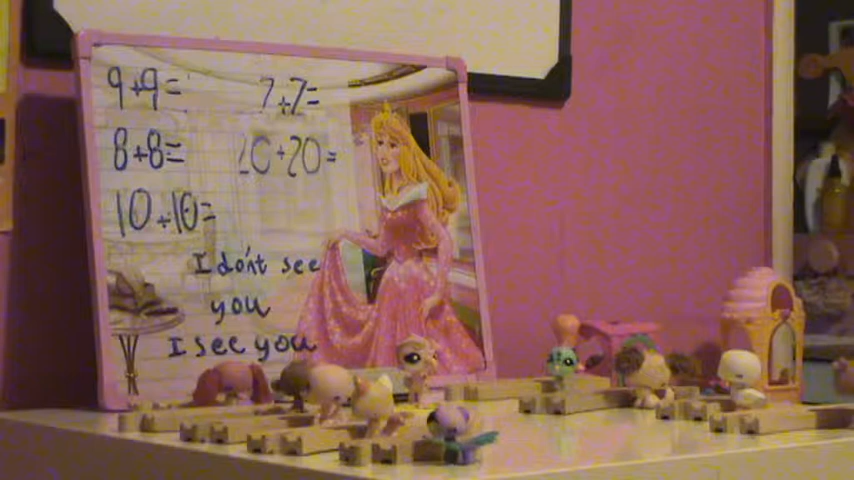 9+9= 7+7=
8+8= 20+20=
10+10=
I don't see
you
I see you